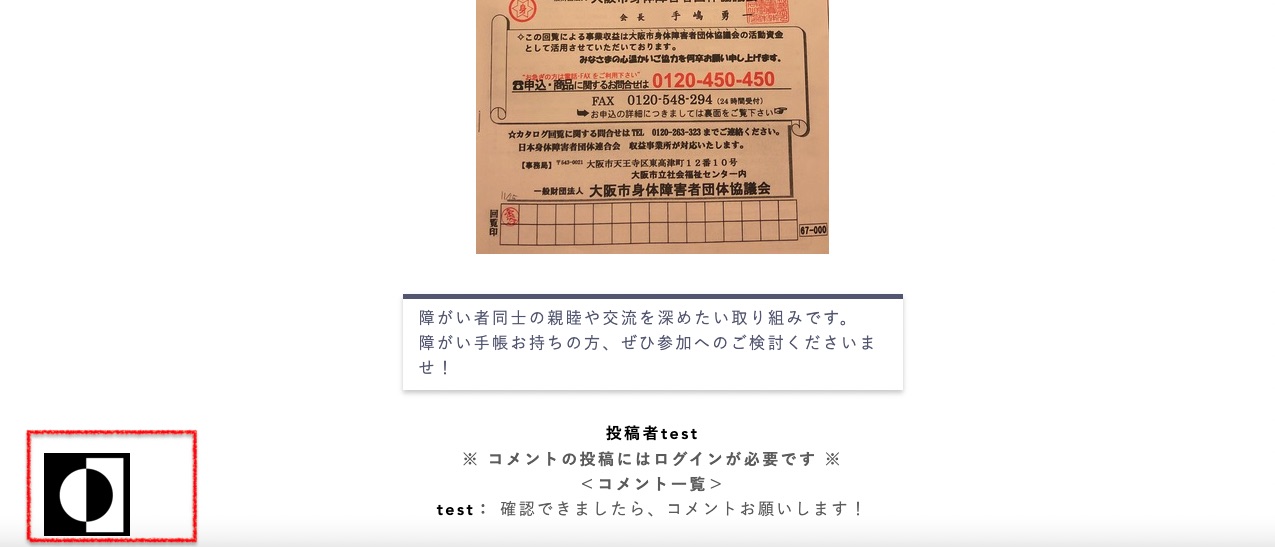 会長 手嶋 勇一
✧この回覧による事業収益は大阪市身体障害者団体協議会の活動資金
として活用させていただいております。
みなさまの心温かいご協力を何卒お願い申し上げます。
"お急ぎの方は電話・FAXをご利用下さい"
☎申込・商品に関するお問合せは 0120-450-450
FAX 0120-548-294 (24時間受付)
➡お申込の詳細につきましては裏面をご覧下さい☞
☆カタログ回覧に関する問合せは TEL 0120-263-323 までご連絡ください。
日本身体障害者団体連合会 収益事業所が対応いたします。
【事務局】〒543-0021 大阪市天王寺区東高津町12番10号
大阪市立社会福祉センター内
一般財団法人 大阪市身体障害者団体協議会
回覧印
67-000
障がい者同士の親睦や交流を深めたい取り組みです。
障がい手帳お持ちの方、ぜひ参加へのご検討くださいま
せ！
投稿者test
※ コメントの投稿にはログインが必要です ※
＜コメント一覧＞
test： 確認できましたら、コメントお願いします！